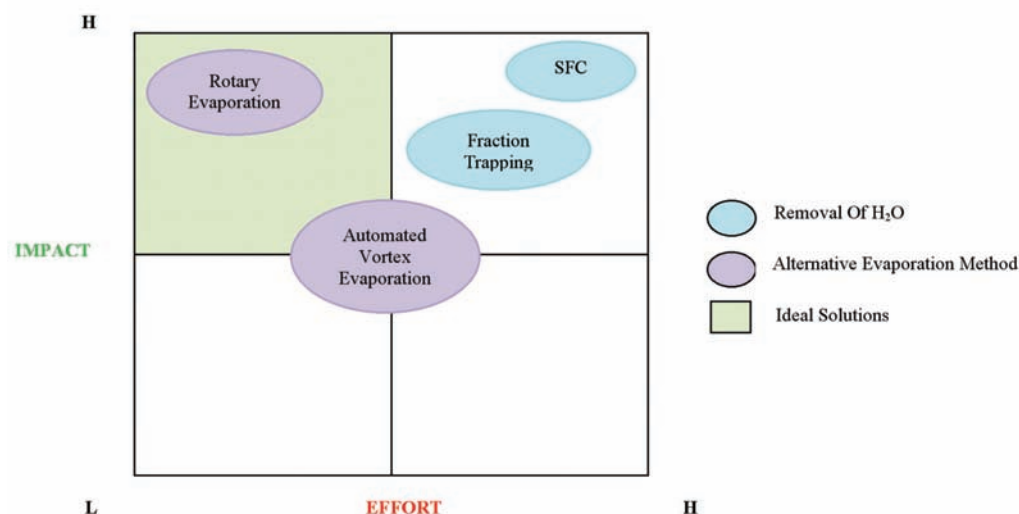 H
SFC
Rotary
Evaporation
Fraction
Trapping
Removal Of H₂O
Automated
Vortex
Evaporation
IMPACT
Alternative Evaporation Method
Ideal Solutions
L
EFFORT
H